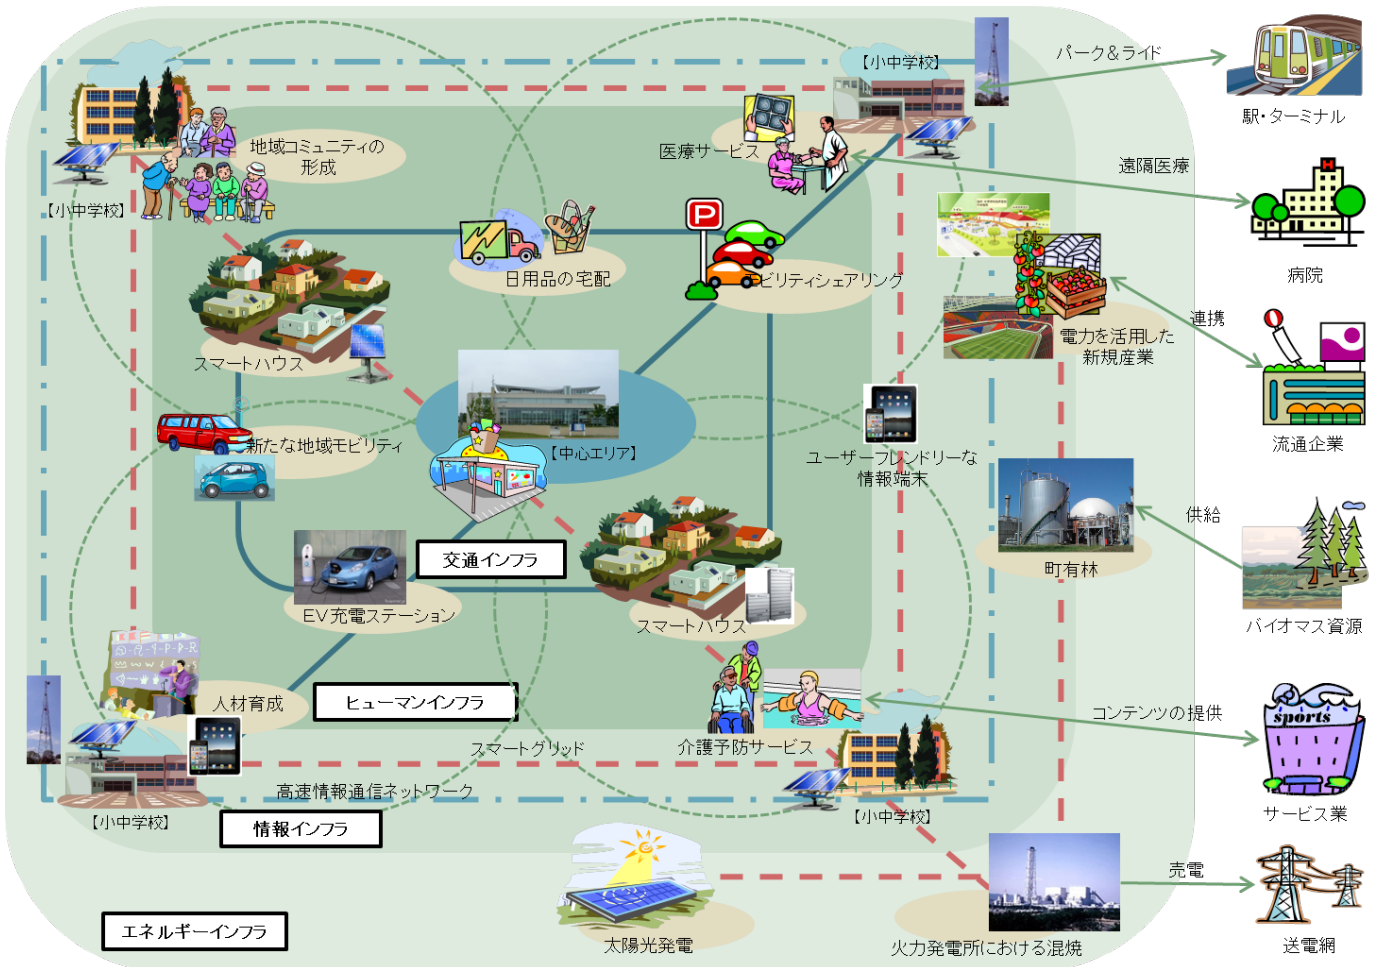 【小中学校】
パーク＆ライド
駅・ターミナル
地域コミュニティの
形成
医療サービス
遠隔医療
【小中学校】
P
H
病院
日用品の宅配
モビリティシェアリング
連携
電力を活用した
新規産業
スマートハウス
流通企業
新たな地域モビリティ
【中心エリア】
ユーザーフレンドリーな
情報端末
供給
交通インフラ
町有林
EV充電ステーション
スマートハウス
バイオマス資源
人材育成
ヒューマンインフラ
コンテンツの提供
sports
スマートグリッド
介護予防サービス
高速情報通信ネットワーク
サービス業
【小中学校】
情報インフラ
【小中学校】
売電
エネルギーインフラ
太陽光発電
火力発電所における混焼
送電網